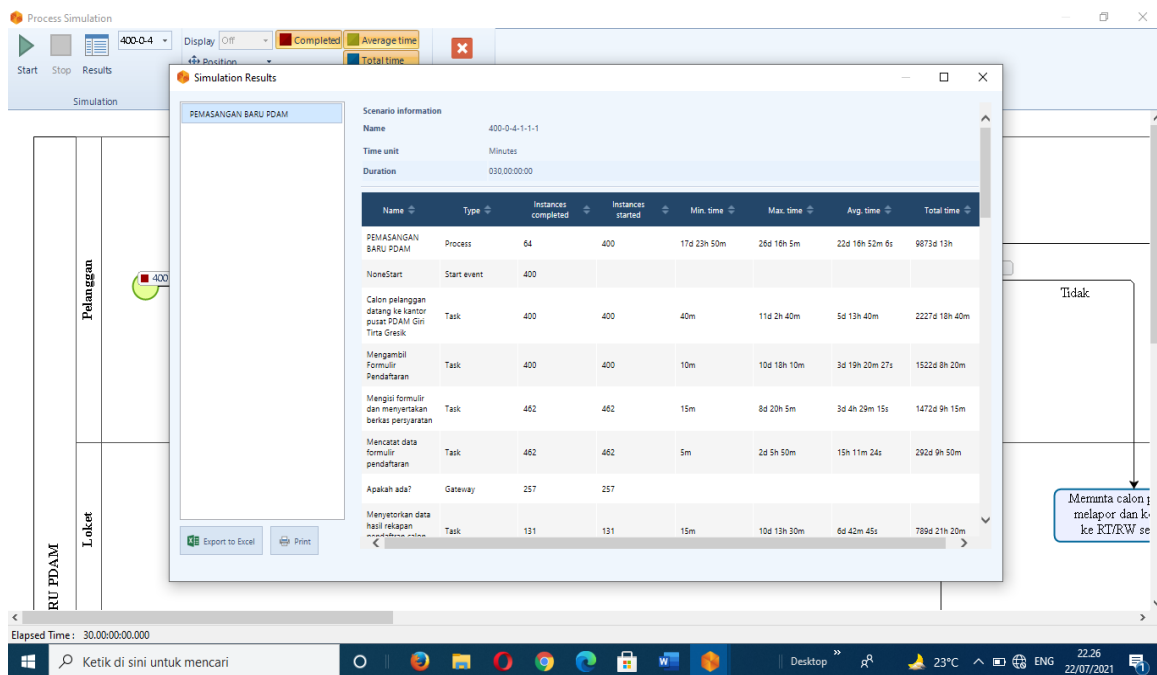 Process Simulation
400-0-4
Display Off
Completed
Average time
Position
Total time
Start Stop Results
Simulation
Simulation Results
PEMASANGAN BARU PDAM
Scenario information
Name 400-0-4-1-1-1
Time unit Minutes
Duration 030,00:00:00
Name Type Instances completed Instances started Min. time Max. time Avg. time Total time
PEMASANGAN BARU PDAM Process 64 400 17d 23h 50m 26d 16h 5m 22d 16h 52m 6s 9873d 13h
NoneStart Start event 400
Calon pelanggan datang ke kantor pusat PDAM Giri Tirta Gresik Task 400 400 40m 11d 2h 40m 5d 13h 40m 2227d 18h 40m
Mengambil Formulir Pendaftaran Task 400 400 10m 10d 18h 10m 3d 19h 20m 27s 1522d 8h 20m
Mengisi formulir dan menyertakan berkas persyaratan Task 462 462 15m 8d 20h 5m 3d 4h 29m 15s 1472d 9h 15m
Mencatat data formulir pendaftaran Task 462 462 5m 2d 5h 50m 15h 11m 24s 292d 9h 50m
Apakah ada? Gateway 257 257
Menyetorkan data hasil rekapan Task 131 131 15m 10d 13h 30m 6d 42m 45s 789d 21h 20m
Export to Excel
Print
Pelanggan
400
Tidak
Loket
RU PDAM
Meminta calon
melapor dan k
ke RT/RW se
Elapsed Time : 30.00:00:00.000
Ketik di sini untuk mencari
Desktop
23°C
ENG
22.26
22/07/2021